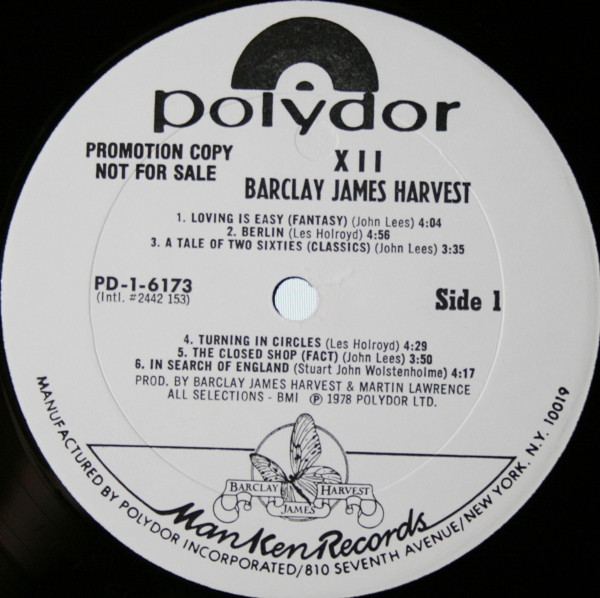 polydor
PROMOTION COPY
NOT FOR SALE
XII
BARCLAY JAMES HARVEST
1. LOVING IS EASY (FANTASY) (John Lees) 4:04
2. BERLIN (Les Holroyd) 4:56
3. A TALE OF TWO SIXTIES (CLASSICS) (John Lees) 3:35
PD-1-6173
(Intl. #2442 153)
Side 1
4. TURNING IN CIRCLES (Les Holroyd) 4:29
5. THE CLOSED SHOP (FACT) (John Lees) 3:50
6. IN SEARCH OF ENGLAND (Stuart John Wolstenholme) 4:17
PROD. BY BARCLAY JAMES HARVEST & MARTIN LAWRENCE
ALL SELECTIONS - BMI ℗ 1978 POLYDOR LTD.
BARCLAY JAMES HARVEST
ManKen Records
MANUFACTURED BY POLYDOR INCORPORATED/810 SEVENTH AVENUE/NEW YORK. N.Y. 10019